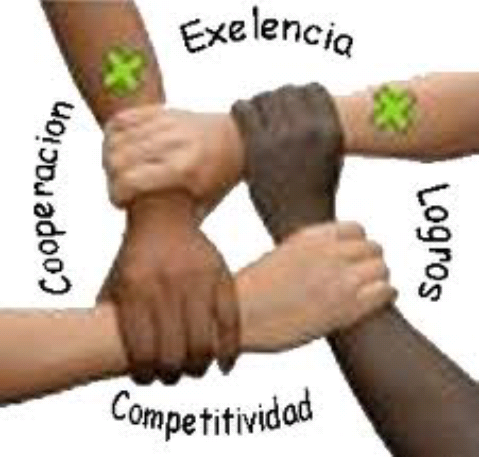 Exelencia
Cooperacion
Logros
Competitividad